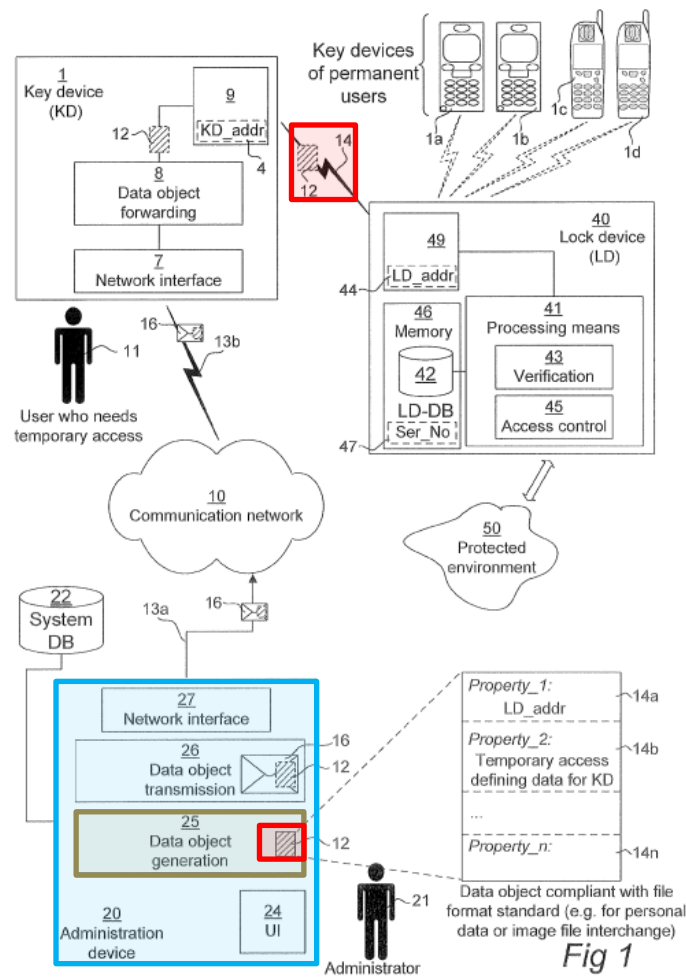 1
Key device
(KD)
9
KD_addr
12
4
8
Data object
forwarding
7
Network interface
Key devices
of permanent
users
1a
1b
1c
1d
14
12
40
Lock device
(LD)
49
LD_addr
44
46
Memory
42
LD-DB
Ser_No
47
41
Processing means
43
Verification
45
Access control
16
13b
11
User who needs
temporary access
10
Communication network
50
Protected
environment
16
13a
22
System
DB
27
Network interface
26
Data object
transmission
16
12
25
Data object
generation
12
20
Administration
device
24
UI
21
Administrator
Property_1:
LD_addr
14a
Property_2:
Temporary access
defining data for KD
14b
...
Property_n:
14n
Data object compliant with file
format standard (e.g. for personal
data or image file interchange)
Fig 1